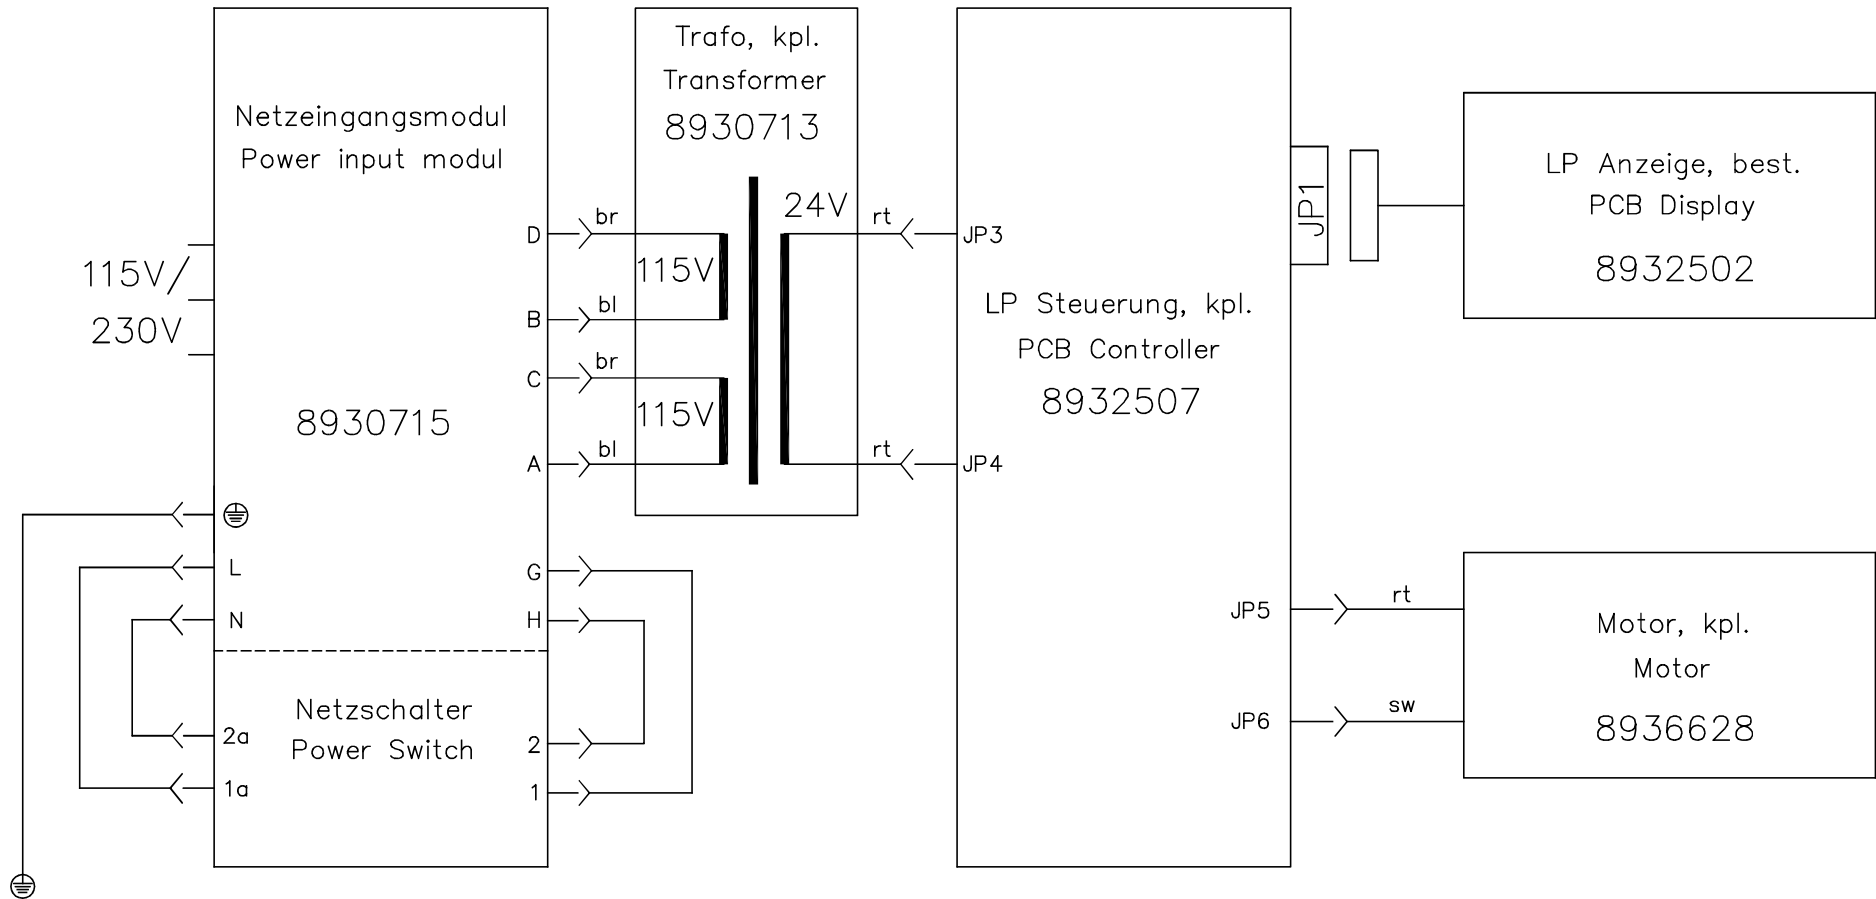 Netzeingangsmodul
Power input modul
8930715
115V/
230V
D
B
C
A
L
N
G
H
Netzschalter
Power Switch
2a
1a
2
1
Trafo, kpl.
Transformer
8930713
24V
br
115V
bl
br
115V
bl
rt
rt
JP3
JP4
LP Steuerung, kpl.
PCB Controller
8932507
JP1
JP5
JP6
LP Anzeige, best.
PCB Display
8932502
rt
sw
Motor, kpl.
Motor
8936628